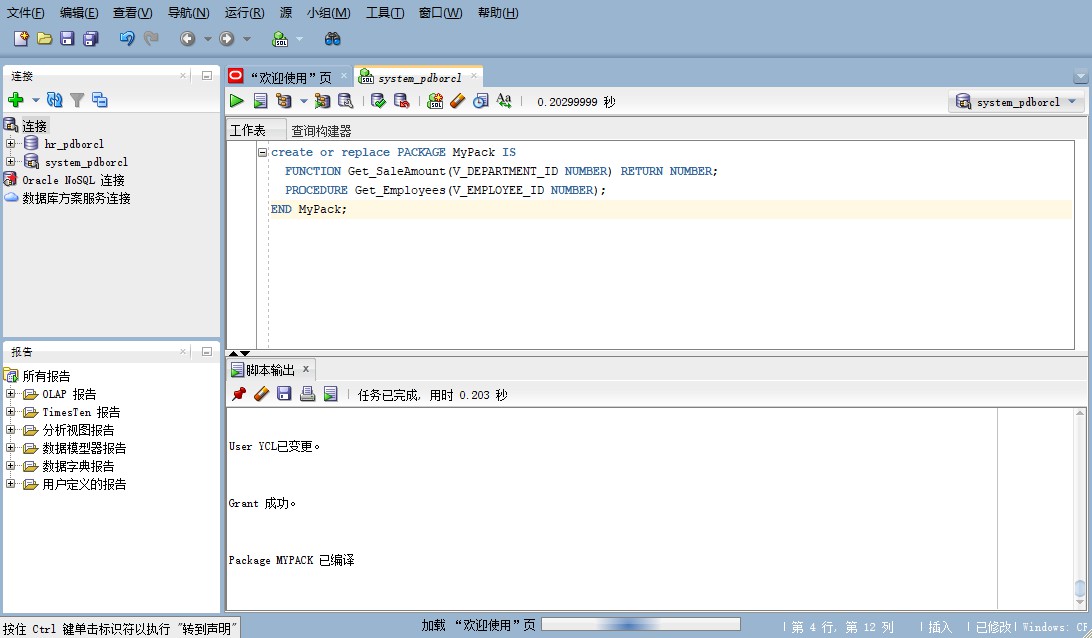 文件(F) 编辑(E) 查看(V) 导航(N) 运行(R) 源 小组(M) 工具(T) 窗口(W) 帮助(H)
连接
连接
hr_pdborcl
system_pdborcl
Oracle NoSQL 连接
数据库方案服务连接
报告
所有报告
OLAP 报告
TimesTen 报告
分析视图报告
数据模型器报告
数据字典报告
用户定义的报告
“欢迎使用”页 system_pdborcl
0.20299999 秒 system_pdborcl
工作表 查询构建器
create or replace PACKAGE MyPack IS
FUNCTION Get_SaleAmount(V_DEPARTMENT_ID NUMBER) RETURN NUMBER;
PROCEDURE Get_Employees(V_EMPLOYEE_ID NUMBER);
END MyPack;
脚本输出
任务已完成, 用时 0.203 秒
User YCL已变更。
Grant 成功。
Package MYPACK 已编译
按住 Ctrl 键单击标识符以执行 "转到声明"
加载 “欢迎使用”页
第 4 行, 第 12 列 插入 已修改 Windows: